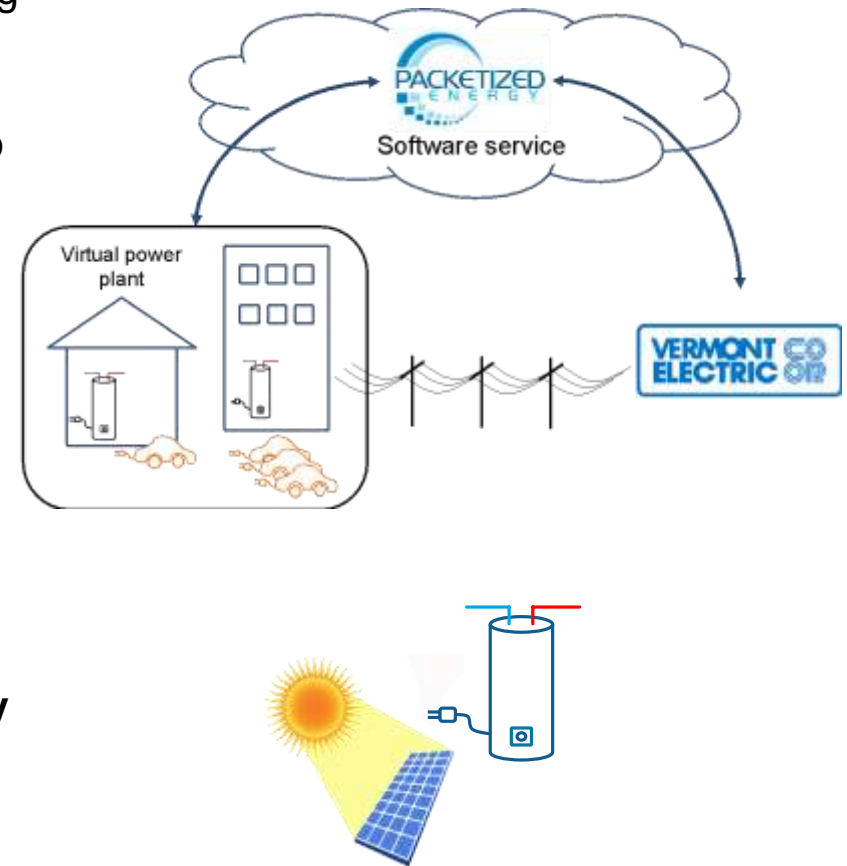 g
PACKETIZED
ENERGY
Software service
o
Virtual power
plant
VERMONT CO
ELECTRIC OP
y